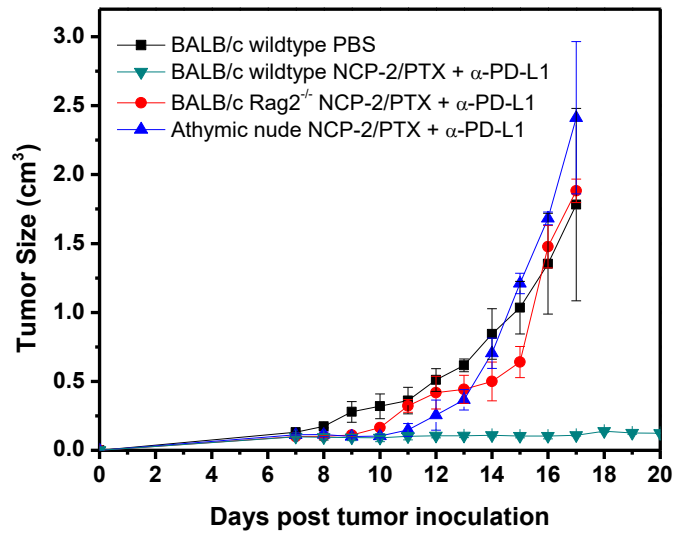 3.0
2.5
2.0
1.5
1.0
0.5
0.0
Tumor Size (cm³)
BALB/c wildtype PBS
BALB/c wildtype NCP-2/PTX + α-PD-L1
BALB/c Rag2⁻/⁻ NCP-2/PTX + α-PD-L1
Athymic nude NCP-2/PTX + α-PD-L1
0 6 8 10 12 14 16 18 20
Days post tumor inoculation